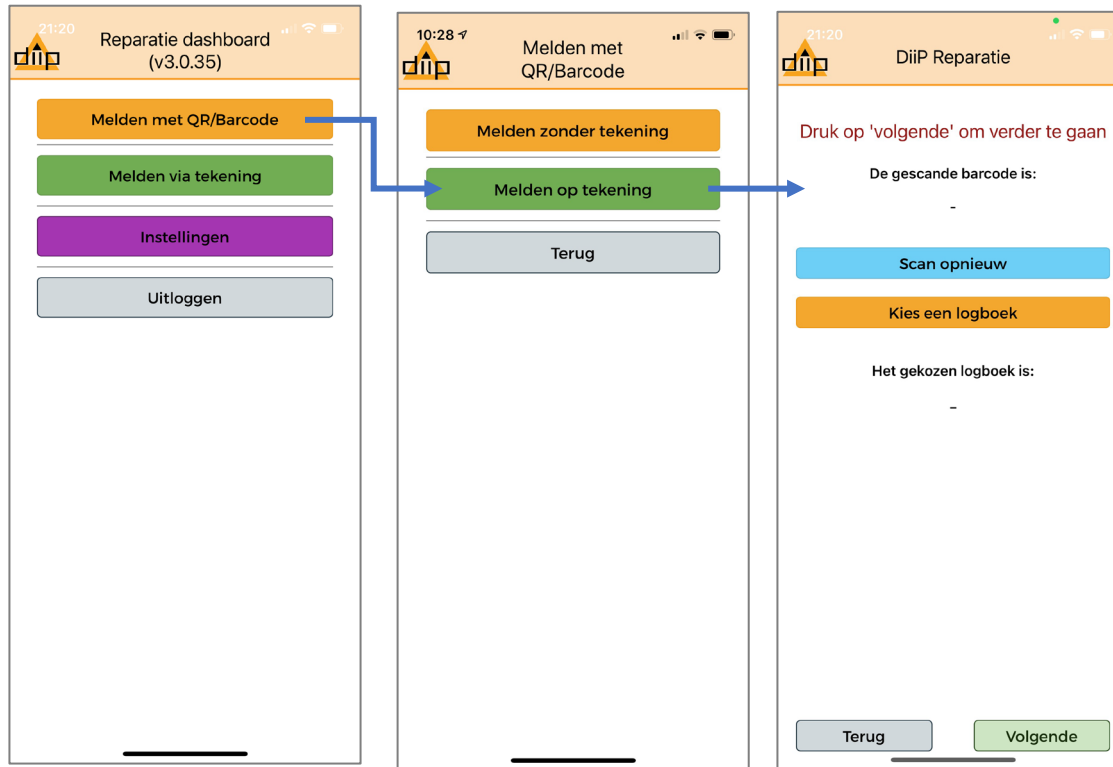 21:20
diip
Reparatie dashboard
(v3.0.35)
Melden met QR/Barcode
Melden via tekening
Instellingen
Uitloggen
10:28
diip
Melden met
QR/Barcode
Melden zonder tekening
Melden op tekening
Terug
21:20
diip
DiiP Reparatie
Druk op 'volgende' om verder te gaan
De gescande barcode is:
-
Scan opnieuw
Kies een logboek
Het gekozen logboek is:
-
Terug
Volgende